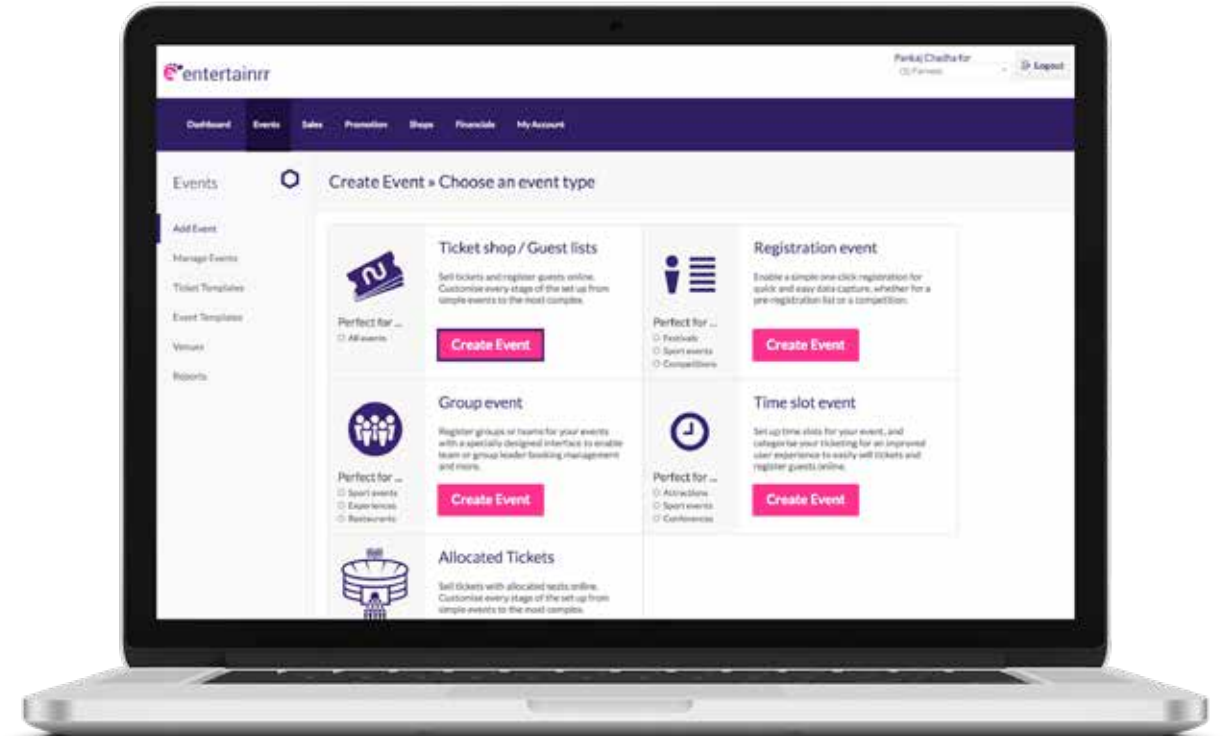 entertainrr
Pankaj Chadha for
Logout
Dashboard Events Sales Promotion Shops Financials My Account
Events
Create Event » Choose an event type
Add Event
Manage Events
Ticket Templates
Event Templates
Venues
Reports
Ticket shop / Guest lists
Sell tickets and register guests online.
Customise every stage of the set up from
simple events to the most complex.
Perfect for ...
All events
Create Event
Registration event
Enable a simple one click registration for
quick and easy data capture, whether for a
pre-registration list or a competition.
Perfect for ...
Festivals
Sport events
Competitions
Create Event
Group event
Register groups or teams for your events
with a specially designed interface to enable
team or group leader booking management
and more.
Perfect for ...
Sport events
Experiences
Restaurants
Create Event
Time slot event
Set up time slots for your event, and
categorise your ticketing for an improved
user experience to easily sell tickets and
register guests online.
Perfect for ...
Attractions
Sport events
Conferences
Create Event
Allocated Tickets
Sell tickets with allocated seats online.
Customise every stage of the set up from
simple events to the most complex.